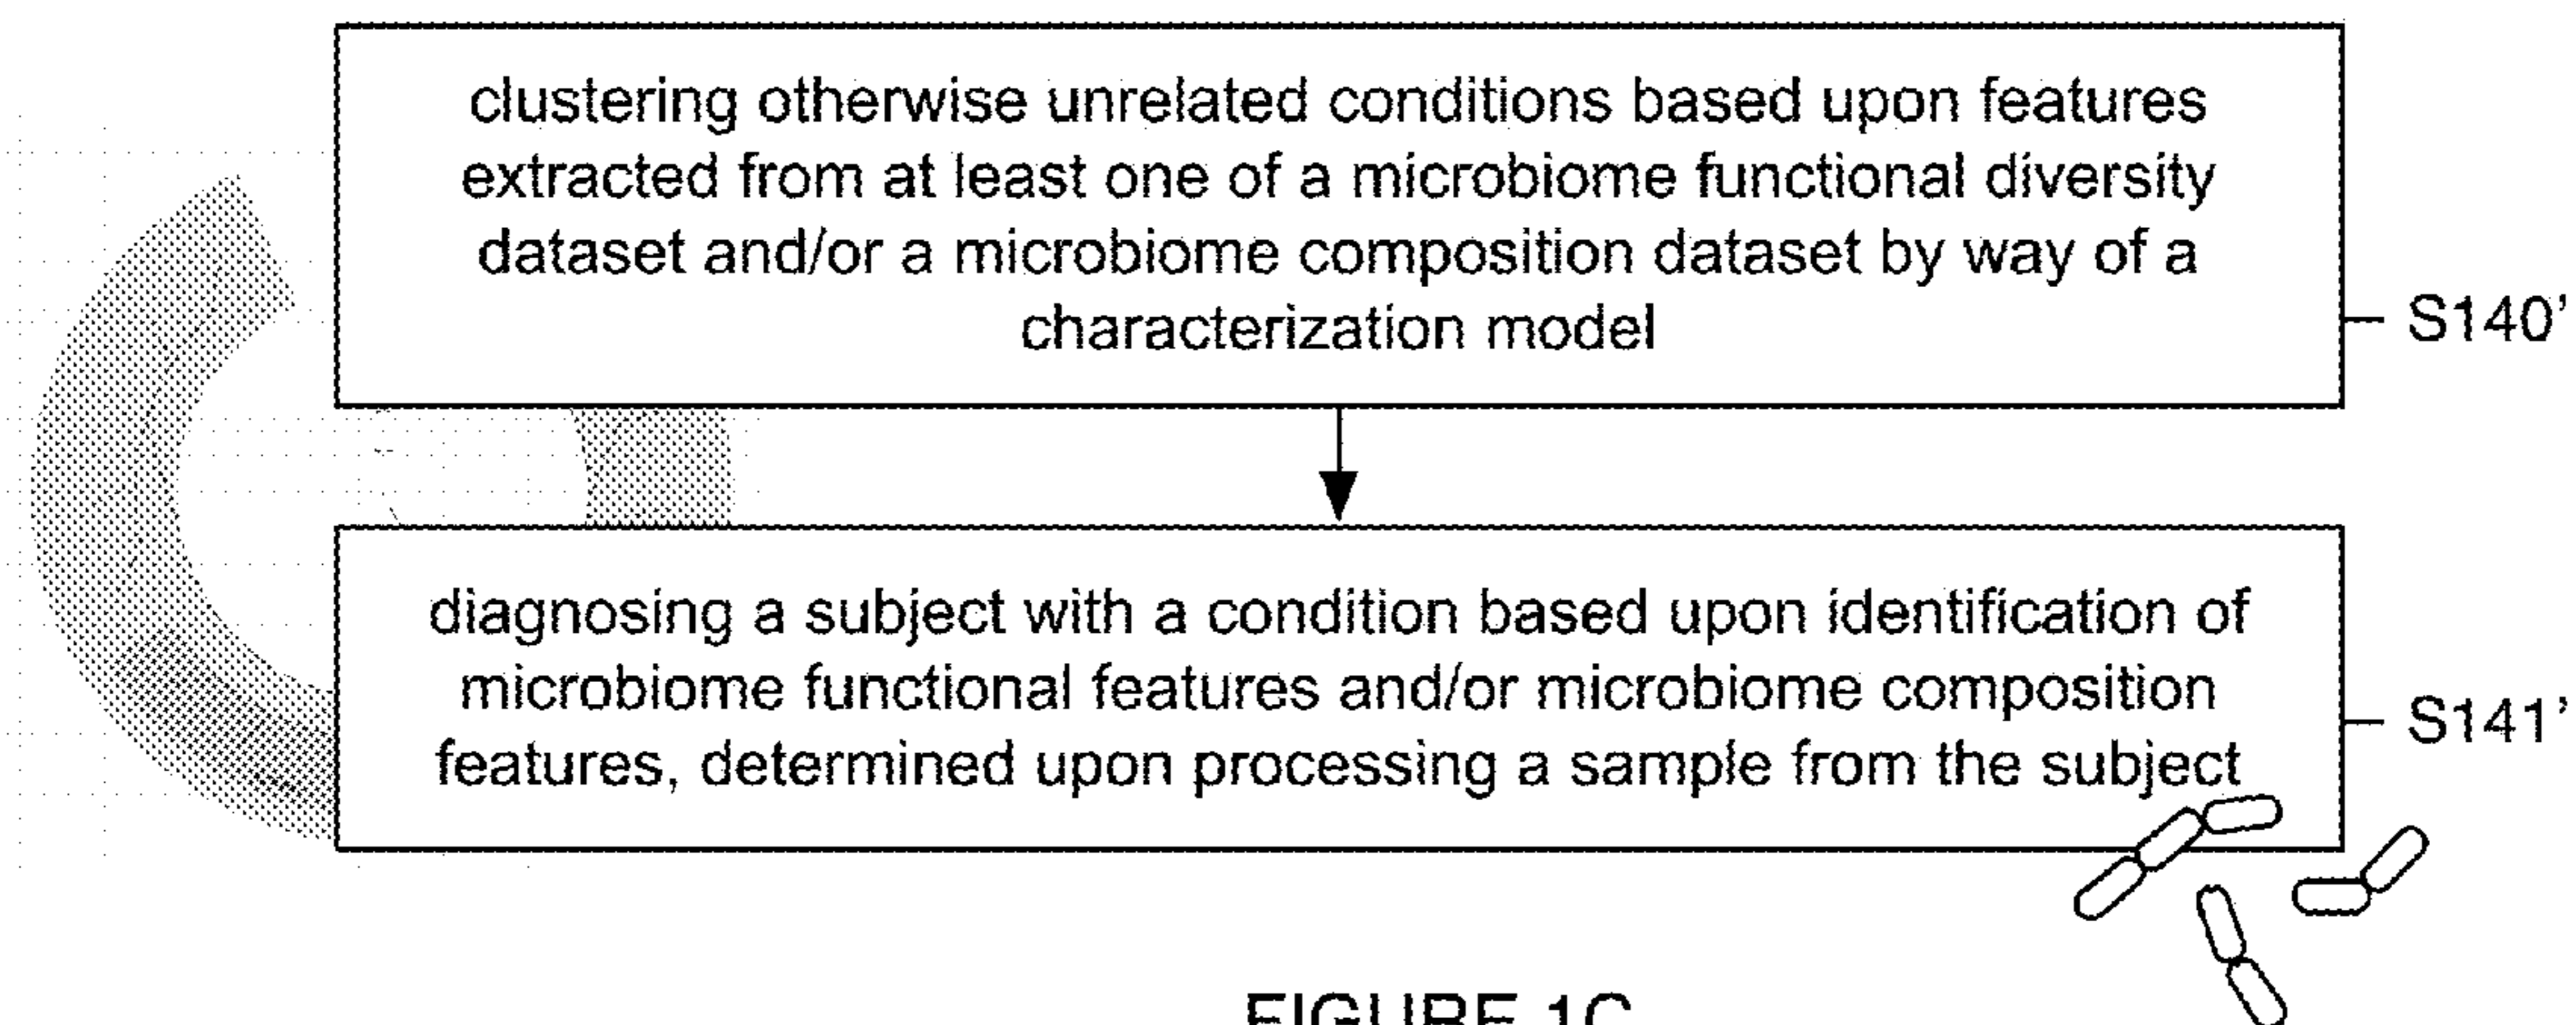 clustering otherwise unrelated conditions based upon features
extracted from at least one of a microbiome functional diversity
dataset and/or a microbiome composition dataset by way of a
characterization model
S140'
diagnosing a subject with a condition based upon identification of
microbiome functional features and/or microbiome composition
features, determined upon processing a sample from the subject
S141'
FIGURE 1C